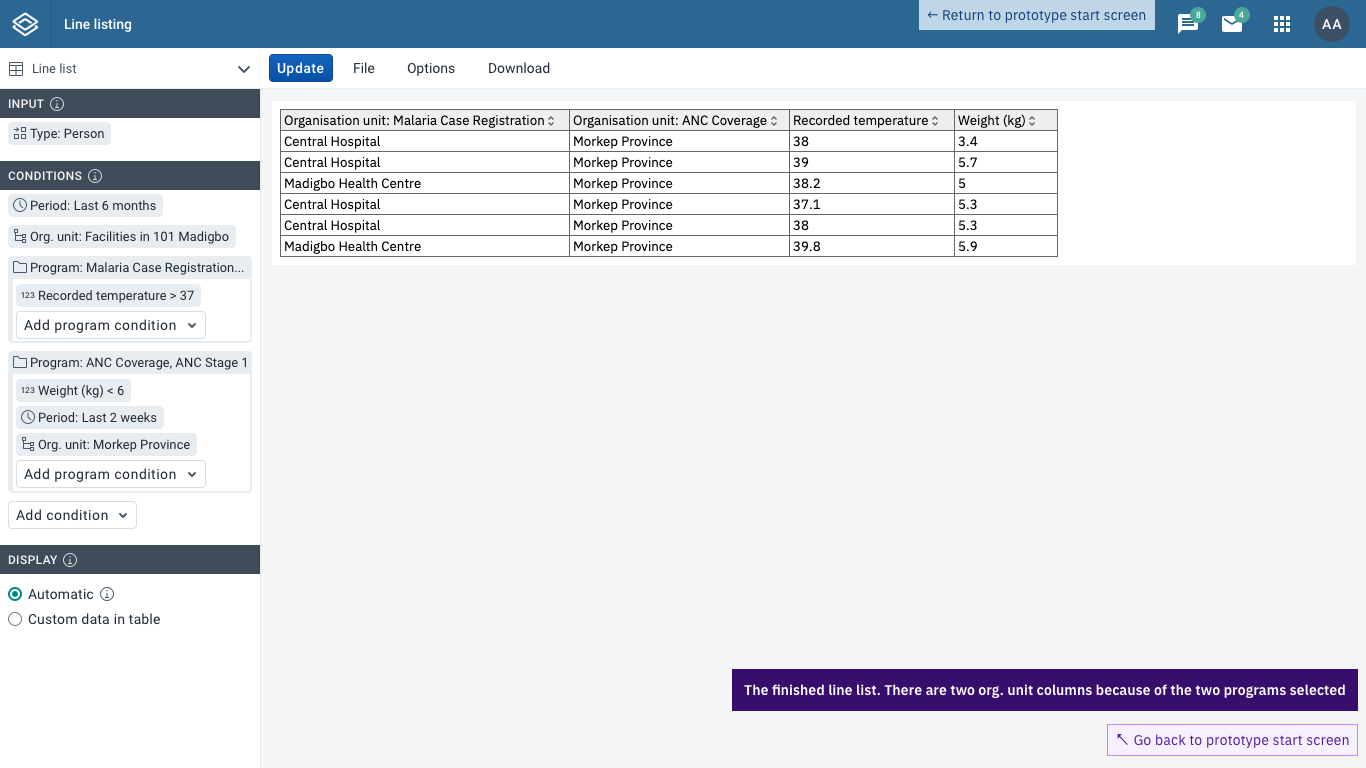 Line listing
← Return to prototype start screen
8
4
AA
Line list
Update File Options Download
INPUT
Type: Person
CONDITIONS
Period: Last 6 months
Org. unit: Facilities in 101 Madigbo
Program: Malaria Case Registration...
123 Recorded temperature > 37
Add program condition
Program: ANC Coverage, ANC Stage 1
123 Weight (kg) < 6
Period: Last 2 weeks
Org. unit: Morkep Province
Add program condition
Add condition
DISPLAY
Automatic
Custom data in table
Organisation unit: Malaria Case Registration Organisation unit: ANC Coverage Recorded temperature Weight (kg)
Central Hospital Morkep Province 38 3.4
Central Hospital Morkep Province 39 5.7
Madigbo Health Centre Morkep Province 38.2 5
Central Hospital Morkep Province 37.1 5.3
Central Hospital Morkep Province 38 5.3
Madigbo Health Centre Morkep Province 39.8 5.9
The finished line list. There are two org. unit columns because of the two programs selected
↖ Go back to prototype start screen